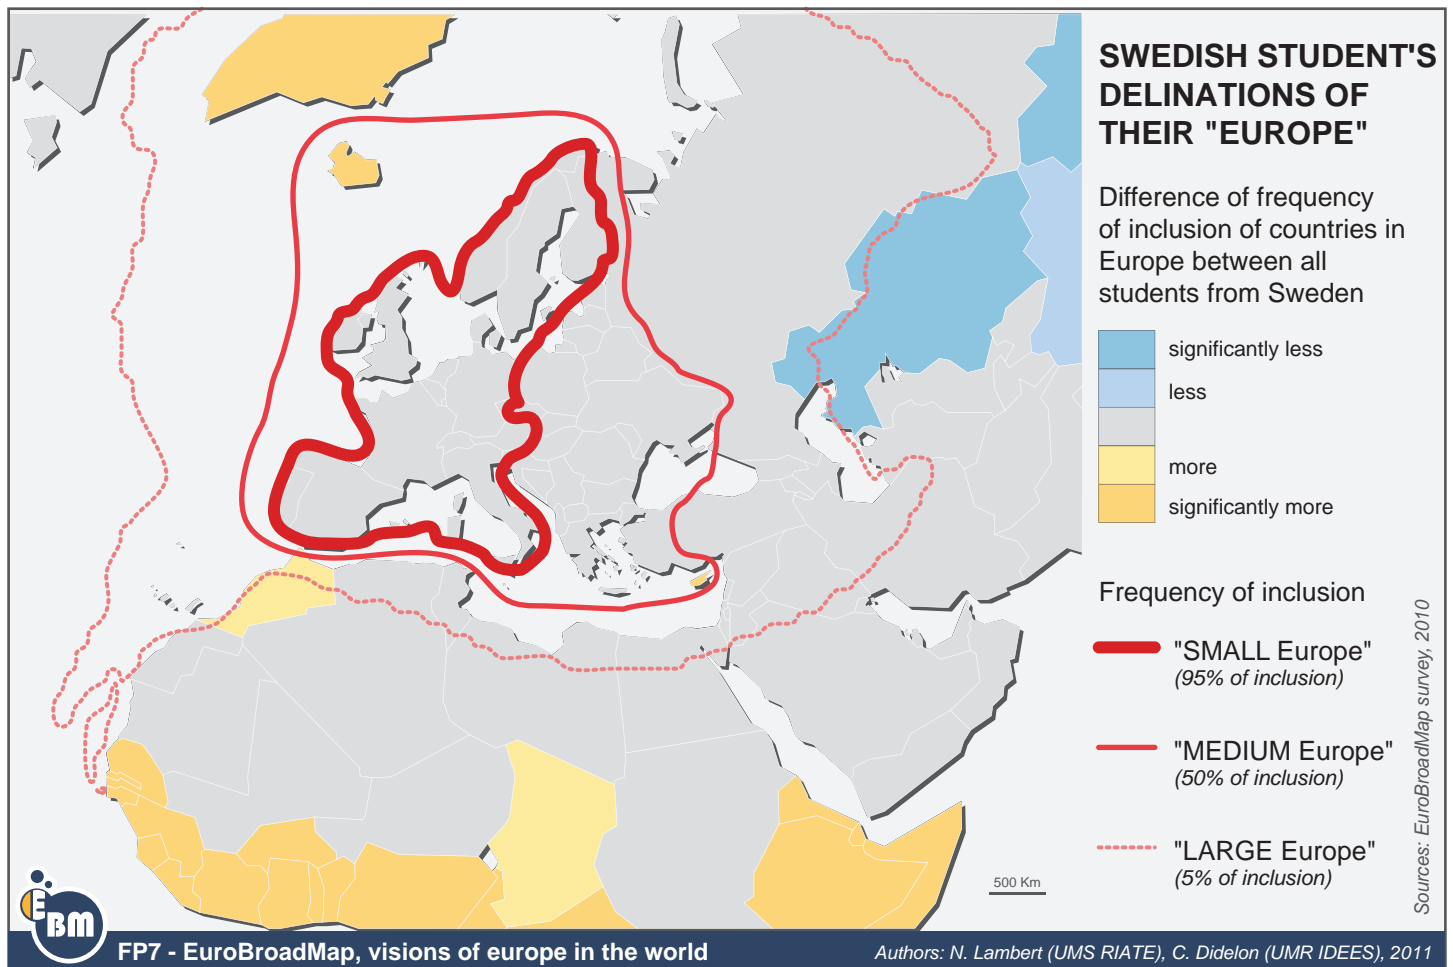 SWEDISH STUDENT'S
DELINATIONS OF
THEIR "EUROPE"
Difference of frequency
of inclusion of countries in
Europe between all
students from Sweden
significantly less
less
more
significantly more
Frequency of inclusion
"SMALL Europe"
(95% of inclusion)
"MEDIUM Europe"
(50% of inclusion)
"LARGE Europe"
(5% of inclusion)
500 Km
Sources: EuroBroadMap survey, 2010
EBM
FP7 - EuroBroadMap, visions of europe in the world
Authors: N. Lambert (UMS RIATE), C. Didelon (UMR IDEES), 2011